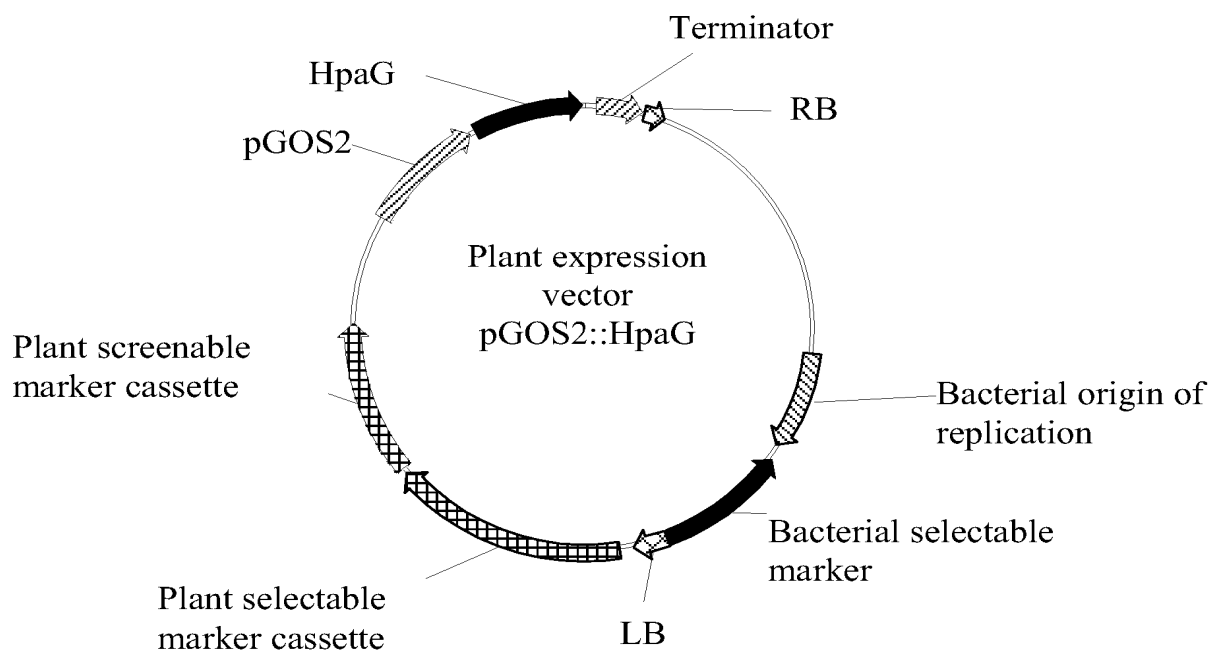 Terminator
HpaG
RB
pGOS2
Plant expression
vector
pGOS2::HpaG
Plant screenable
marker cassette
Bacterial origin of
replication
Bacterial selectable
marker
Plant selectable
marker cassette
LB